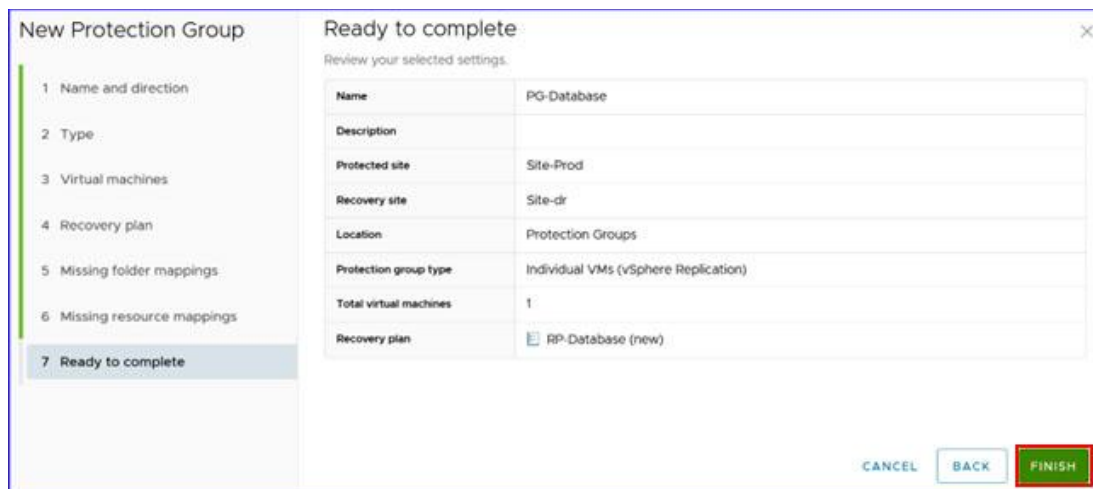 New Protection Group
1 Name and direction
2 Type
3 Virtual machines
4 Recovery plan
5 Missing folder mappings
6 Missing resource mappings
7 Ready to complete
Ready to complete
Review your selected settings.
Name PG-Database
Description
Protected site Site-Prod
Recovery site Site-dr
Location Protection Groups
Protection group type Individual VMs (vSphere Replication)
Total virtual machines 1
Recovery plan RP-Database (new)
CANCEL BACK FINISH